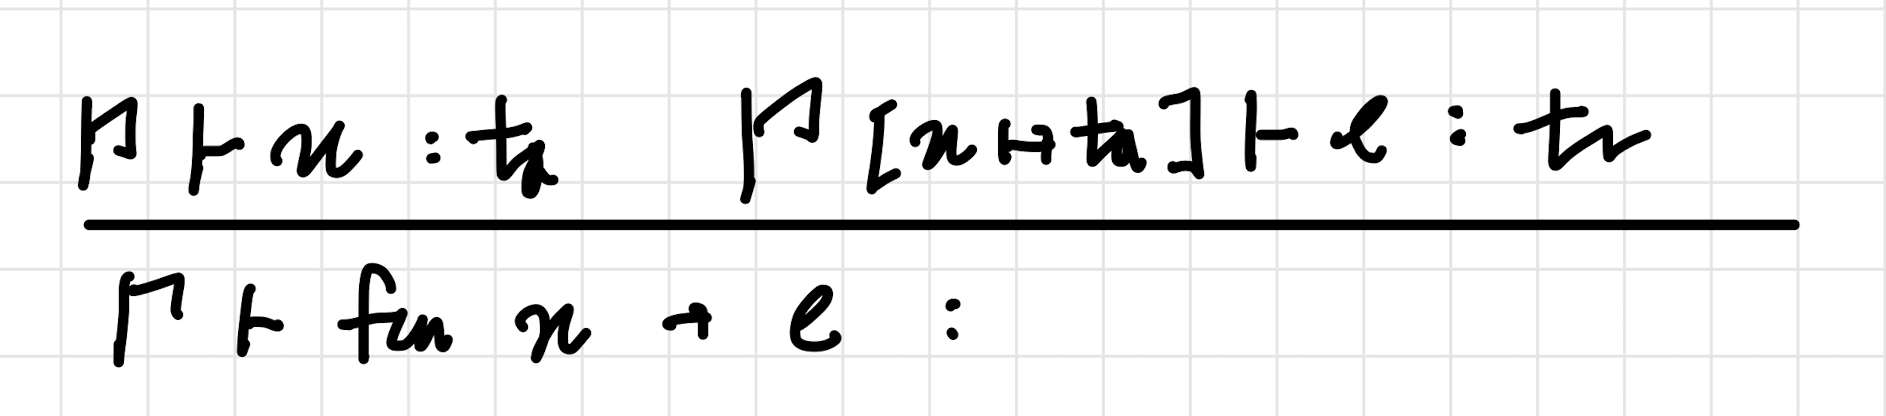 Γ ⊢ x : tₐ Γ[x ↦ tₐ] ⊢ e : tᵣ
Γ ⊢ fun x → e :